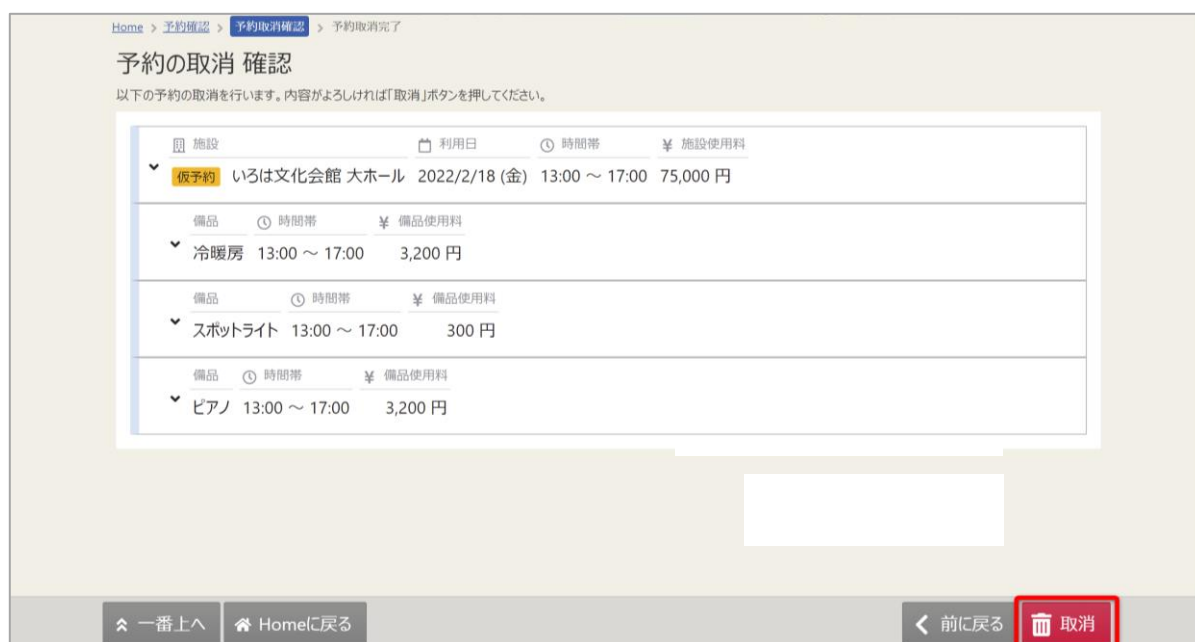 Home > 予約確認 > 予約取消確認 > 予約取消完了
予約の取消 確認
以下の予約の取消を行います。内容がよろしければ「取消」ボタンを押してください。
施設 利用日 時間帯 ¥ 施設使用料
仮予約 いろは文化会館 大ホール 2022/2/18 (金) 13:00 ～ 17:00 75,000 円
備品 時間帯 ¥ 備品使用料
冷暖房 13:00 ～ 17:00 3,200 円
備品 時間帯 ¥ 備品使用料
スポットライト 13:00 ～ 17:00 300 円
備品 時間帯 ¥ 備品使用料
ピアノ 13:00 ～ 17:00 3,200 円
一番上へ Homeに戻る 前に戻る 取消